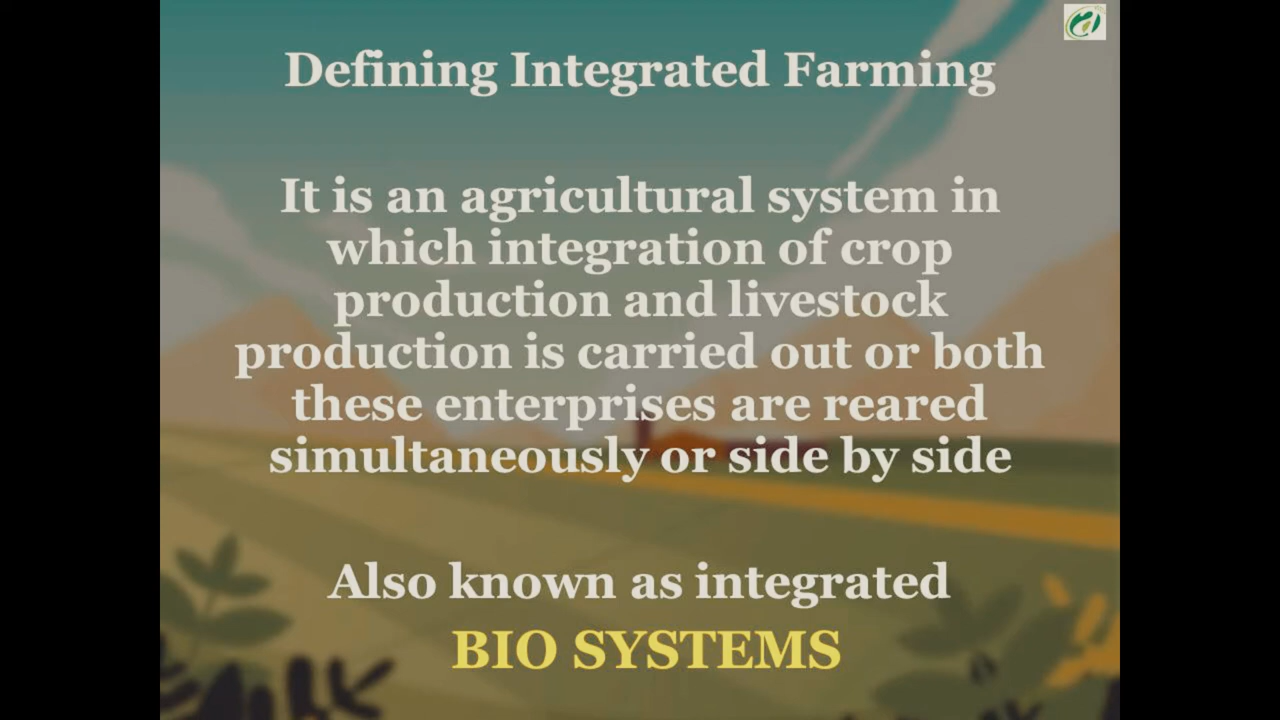 Defining Integrated Farming
It is an agricultural system in
which integration of crop
production and livestock
production is carried out or both
these enterprises are reared
simultaneously or side by side
Also known as integrated
BIO SYSTEMS